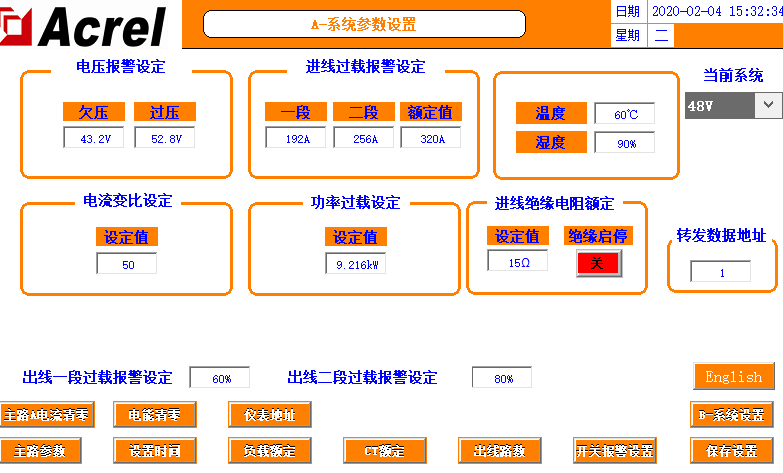 Acrel
A-系统参数设置
日期 2020-02-04 15:32:34
星期 二
电压报警设定
进线过载报警设定
当前系统
欠压 过压
一段 二段 额定值
温度 60℃
48V
43.2V 52.8V
192A 256A 320A
湿度 90%
电流变比设定
功率过载设定
进线绝缘电阻额定
设定值
设定值
设定值 绝缘启停
转发数据地址
50
9.216kW
15Ω 关
1
出线一段过载报警设定 60%
出线二段过载报警设定 80%
English
主路A电流清零 电能清零 仪表地址 B-系统设置
主路参数 设置时间 负载额定 CT额定 出线路数 开关报警设置 保存设置